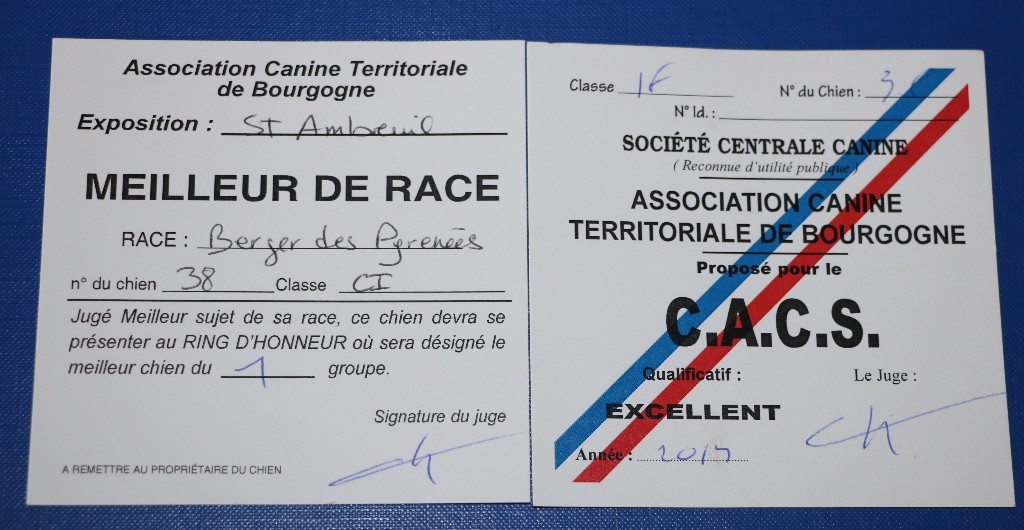 Association Canine Territoriale
de Bourgogne
Exposition : St Ambreuil
MEILLEUR DE RACE
RACE : Berger des Pyrenées
n° du chien 38 Classe CI
Jugé Meilleur sujet de sa race, ce chien devra se
présenter au RING D'HONNEUR où sera désigné le
meilleur chien du 1 groupe.
Signature du juge
A REMETTRE AU PROPRIÉTAIRE DU CHIEN
Classe IF N° du Chien : 38
N° Id. :
SOCIÉTÉ CENTRALE CANINE
( Reconnue d'utilité publique )
ASSOCIATION CANINE
TERRITORIALE DE BOURGOGNE
Proposé pour le
C.A.C.S.
Qualificatif : Le Juge :
EXCELLENT
Année : 2017